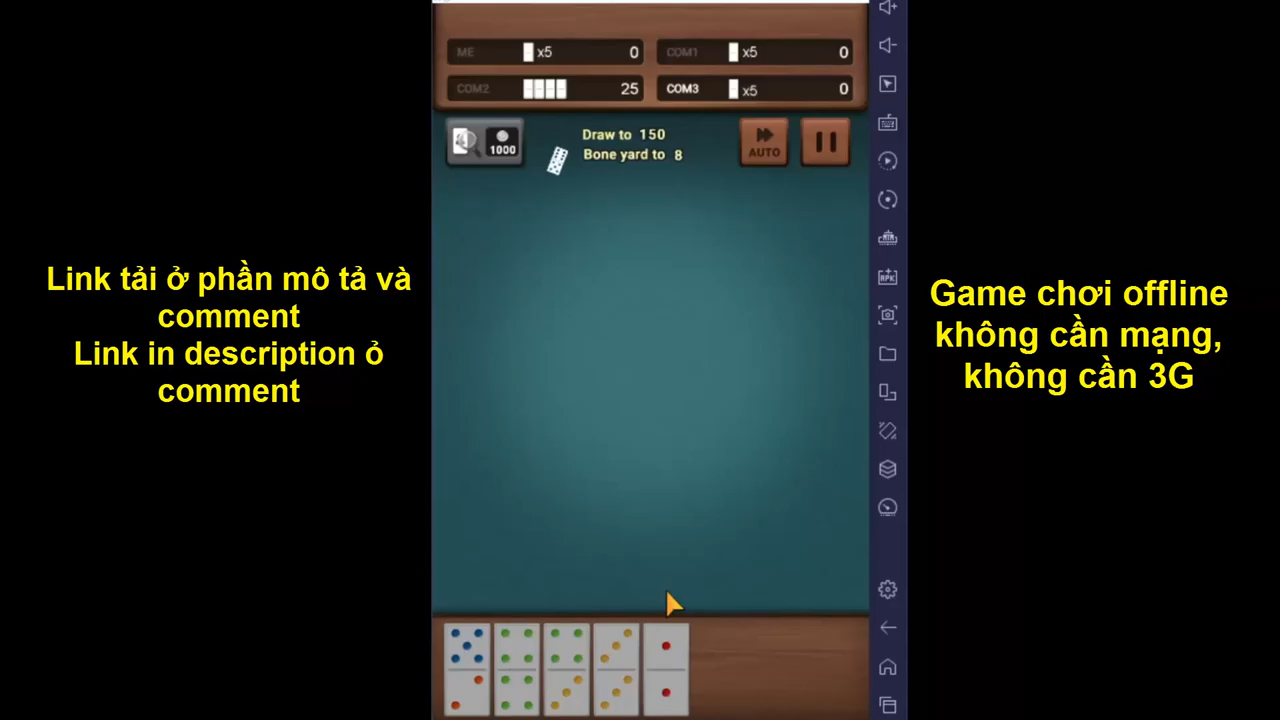 ME x5 0
COM1 x5 0
COM2 25
COM3 x5 0
1000
Draw to 150
Bone yard to 8
AUTO
Link tải ở phần mô tả và
comment
Link in description ỏ
comment
Game chơi offline
không cần mạng,
không cần 3G
APK